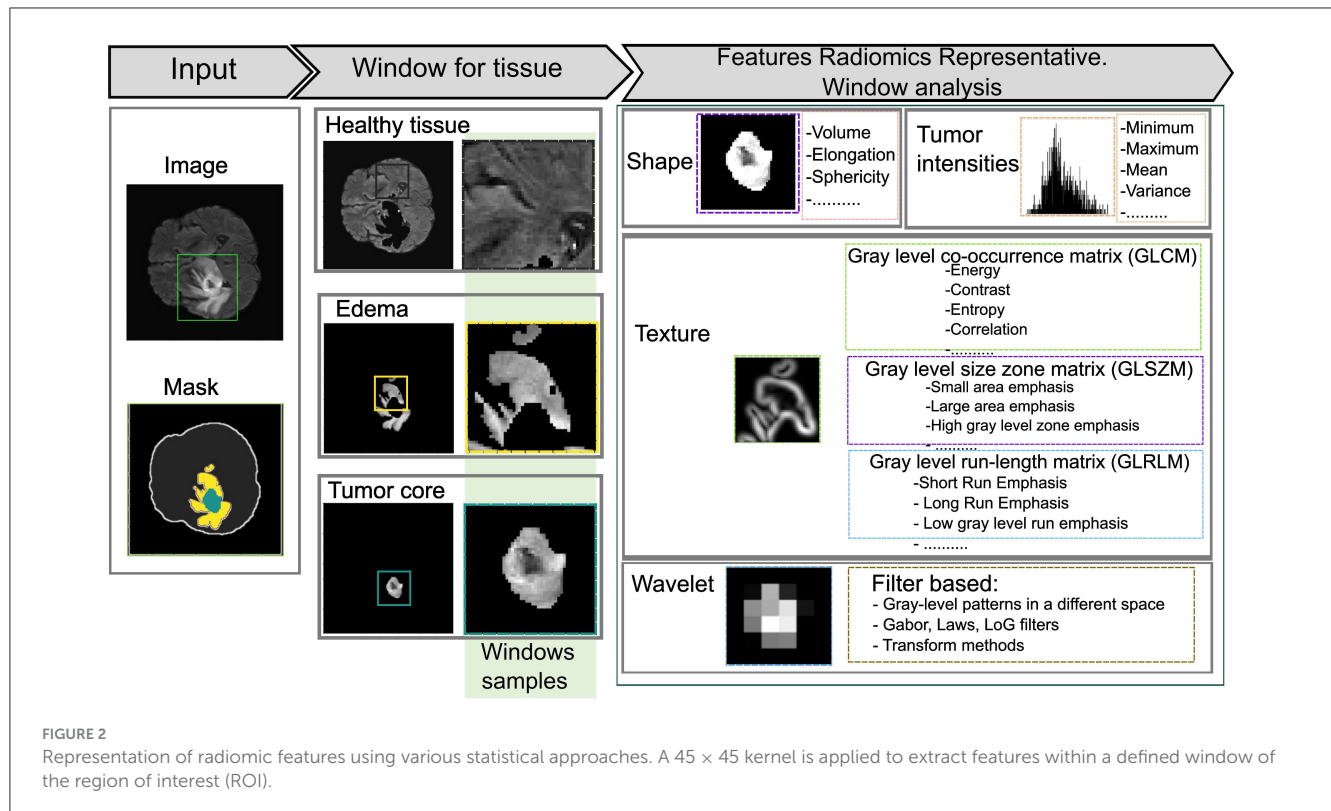 Input
Window for tissue
Features Radiomics Representative.
Window analysis
Image
Mask
Healthy tissue
Edema
Tumor core
Windows
samples
Shape
-Volume
-Elongation
-Sphericity
-..........
Tumor
intensities
-Minimum
-Maximum
-Mean
-Variance
-.........
Texture
Gray level co-occurrence matrix (GLCM)
-Energy
-Contrast
-Entropy
-Correlation
-..........
Gray level size zone matrix (GLSZM)
-Small area emphasis
-Large area emphasis
-High gray level zone emphasis
- ..........
Gray level run-length matrix (GLRLM)
-Short Run Emphasis
- Long Run Emphasis
- Low gray level run emphasis
- ..........
Wavelet
Filter based:
- Gray-level patterns in a different space
- Gabor, Laws, LoG filters
- Transform methods
FIGURE 2
Representation of radiomic features using various statistical approaches. A 45 × 45 kernel is applied to extract features within a defined window of
the region of interest (ROI).